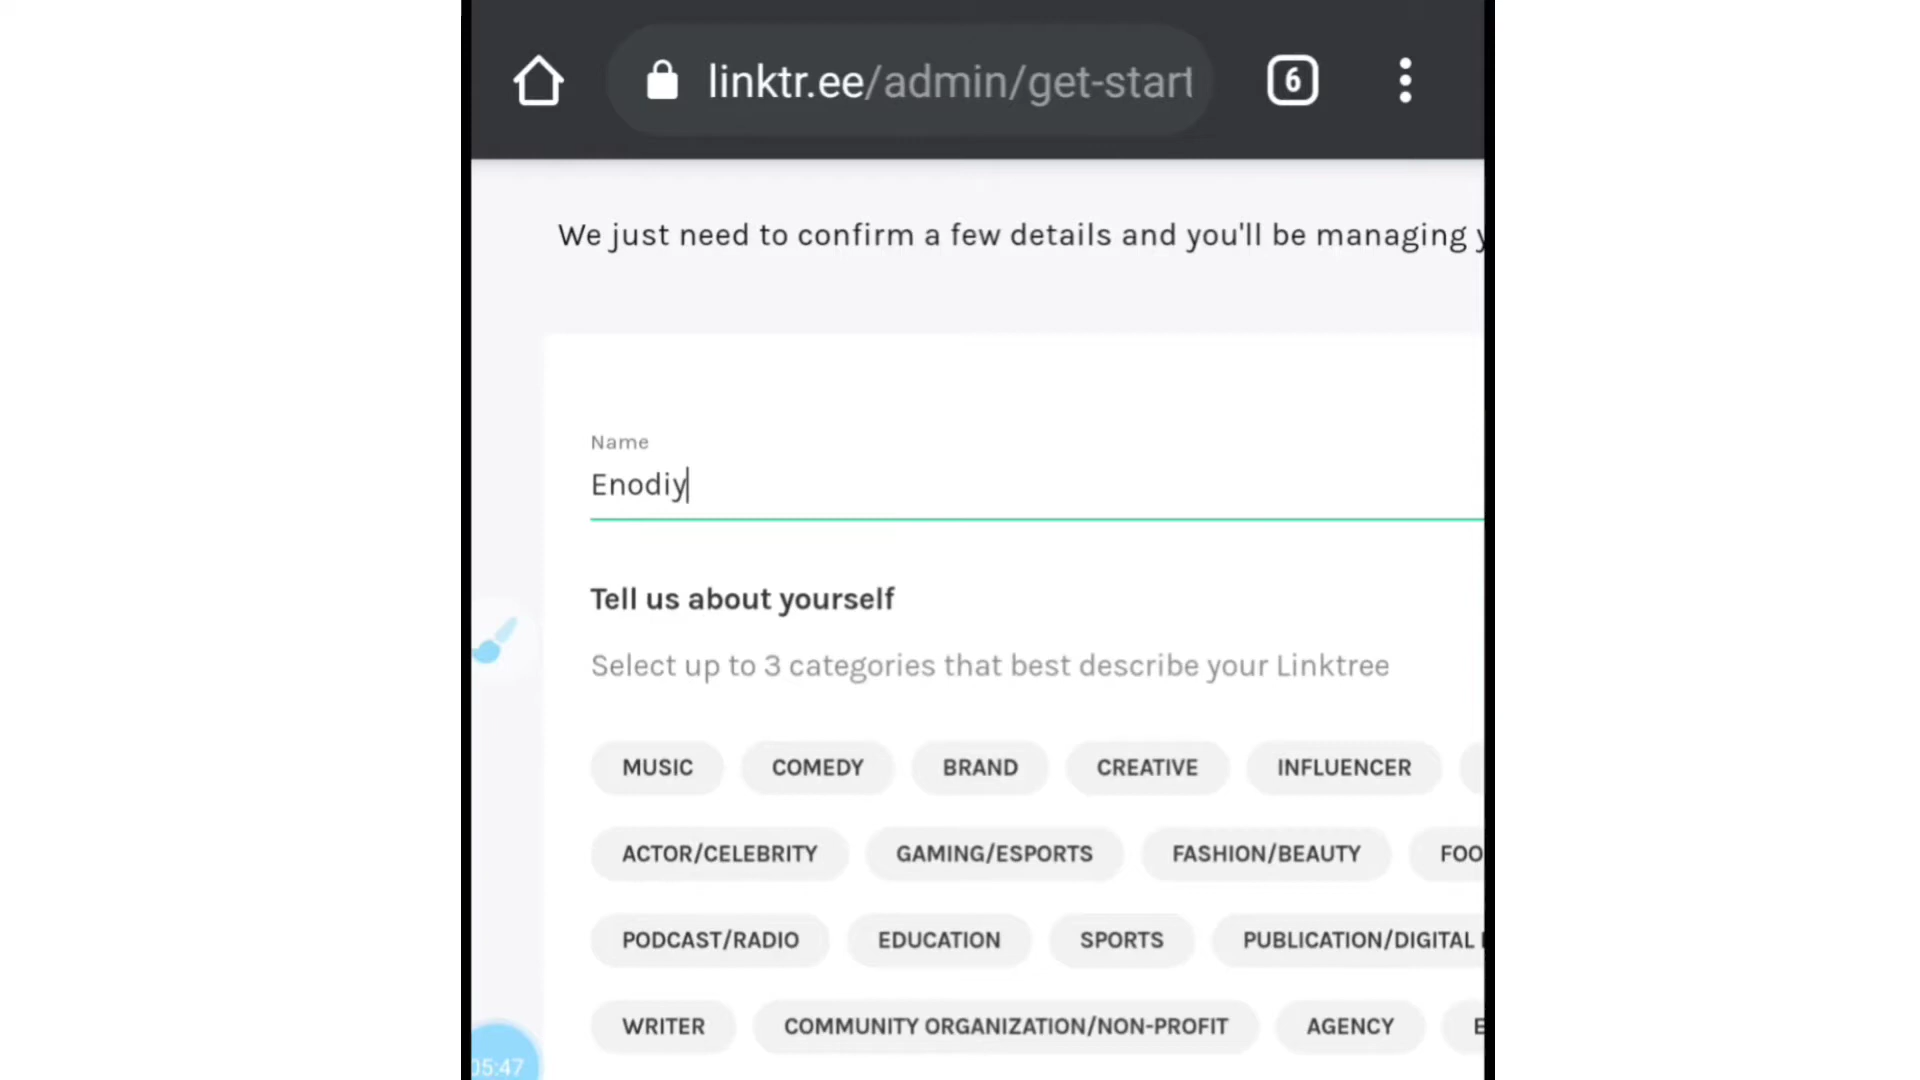 linktr.ee/admin/get-start 6
We just need to confirm a few details and you'll be managing
Name
Enodiy
Tell us about yourself
Select up to 3 categories that best describe your Linktree
MUSIC COMEDY BRAND CREATIVE INFLUENCER
ACTOR/CELEBRITY GAMING/ESPORTS FASHION/BEAUTY FOO
PODCAST/RADIO EDUCATION SPORTS PUBLICATION/DIGITAL
WRITER COMMUNITY ORGANIZATION/NON-PROFIT AGENCY
05:47